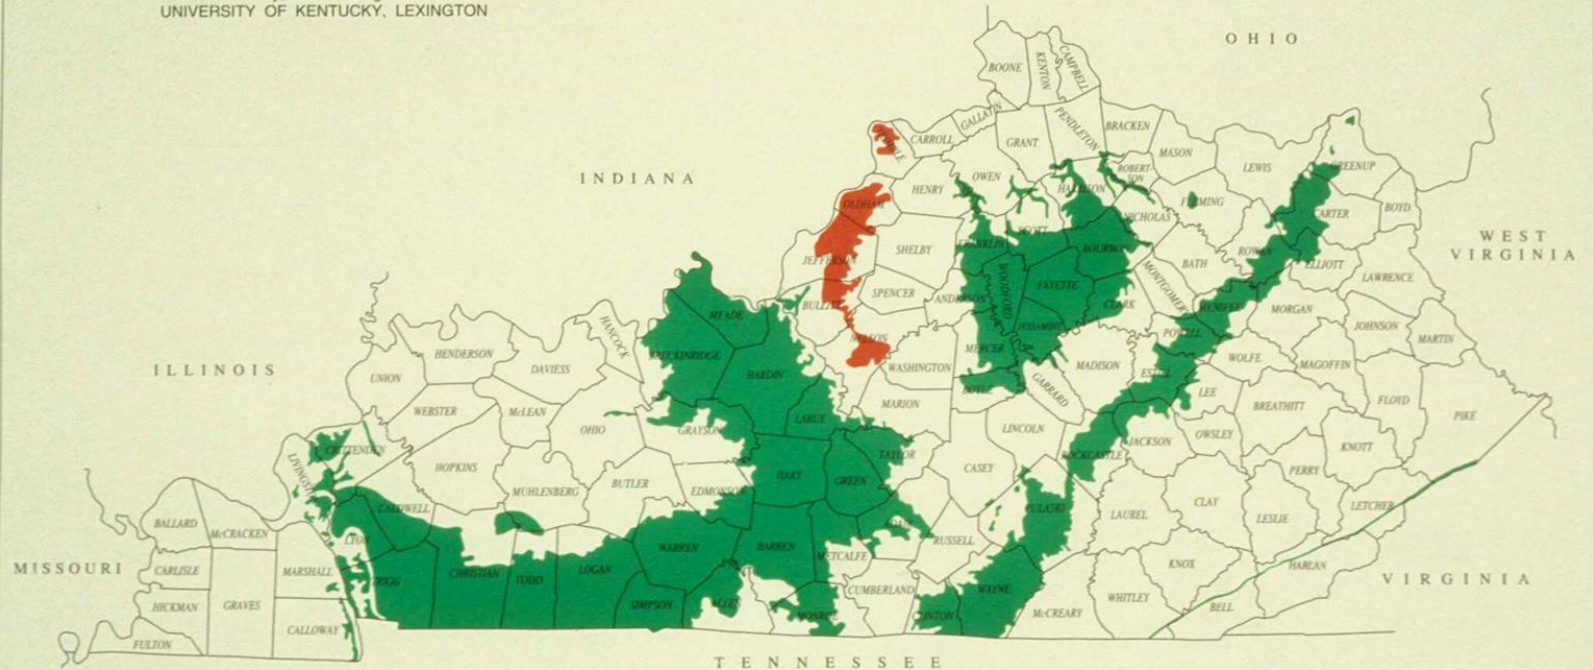 UNIVERSITY OF KENTUCKY, LEXINGTON
OHIO
BOONE
KENTON
CAMPBELL
GALLATIN
CARROLL
GRANT
PENDLETON
BRACKEN
MASON
LEWIS
GREENUP
INDIANA
HENRY
OWEN
HARRISON
ROBERT-
SON
FLEMING
NICHOLAS
CARTER
BOYD
OLDHAM
SCOTT
WEST
VIRGINIA
JEFFERSON
SHELBY
FRANKLIN
BOURBON
ROWAN
BATH
ELLIOTT
LAWRENCE
BULLITT
SPENCER
ANDERSON
WOODFORD
FAYETTE
CLARK
MONTGOMERY
MENIFEE
MORGAN
MEADE
HANCOCK
JESSAMINE
NELSON
JOHNSON
MARTIN
ILLINOIS
HENDERSON
DAVIESS
BRECKINRIDGE
HARDIN
WASHINGTON
MERCER
MADISON
POWELL
WOLFE
MAGOFFIN
UNION
ESTILL
LEE
BOYLE
GARRARD
WEBSTER
McLEAN
OHIO
GRAYSON
LARUE
MARION
LINCOLN
BREATHITT
FLOYD
PIKE
CRITTENDEN
HOPKINS
MUHLENBERG
BUTLER
EDMONSON
HART
GREEN
TAYLOR
CASEY
ROCKCASTLE
JACKSON
OWSLEY
KNOTT
PERRY
BALLARD
McCRACKEN
CALDWELL
LYON
PULASKI
LAUREL
CLAY
LESLIE
LETCHER
MISSOURI
CARLISLE
MARSHALL
TRIGG
CHRISTIAN
TODD
LOGAN
WARREN
BARREN
METCALFE
RUSSELL
KNOX
HARLAN
VIRGINIA
HICKMAN
GRAVES
SIMPSON
ALLEN
MONROE
CUMBERLAND
CLINTON
WAYNE
McCREARY
WHITLEY
BELL
FULTON
CALLOWAY
TENNESSEE